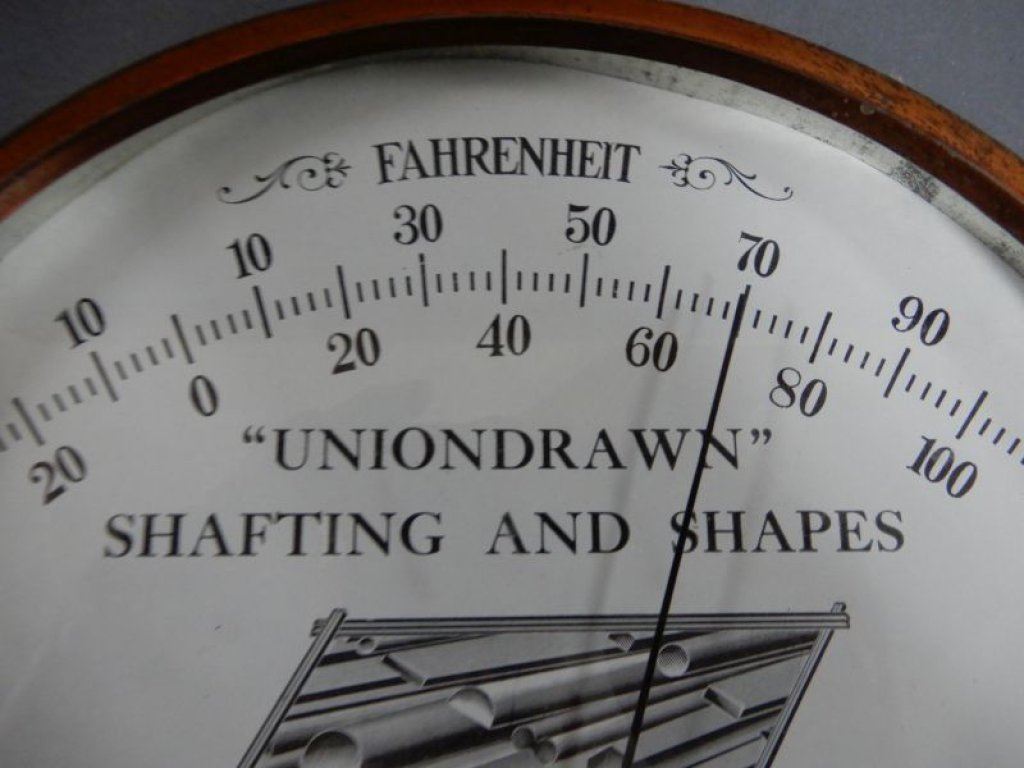 FAHRENHEIT
10 10 30 50 70 90
20 0 20 40 60 80 100
“UNIONDRAWN”
SHAFTING AND SHAPES